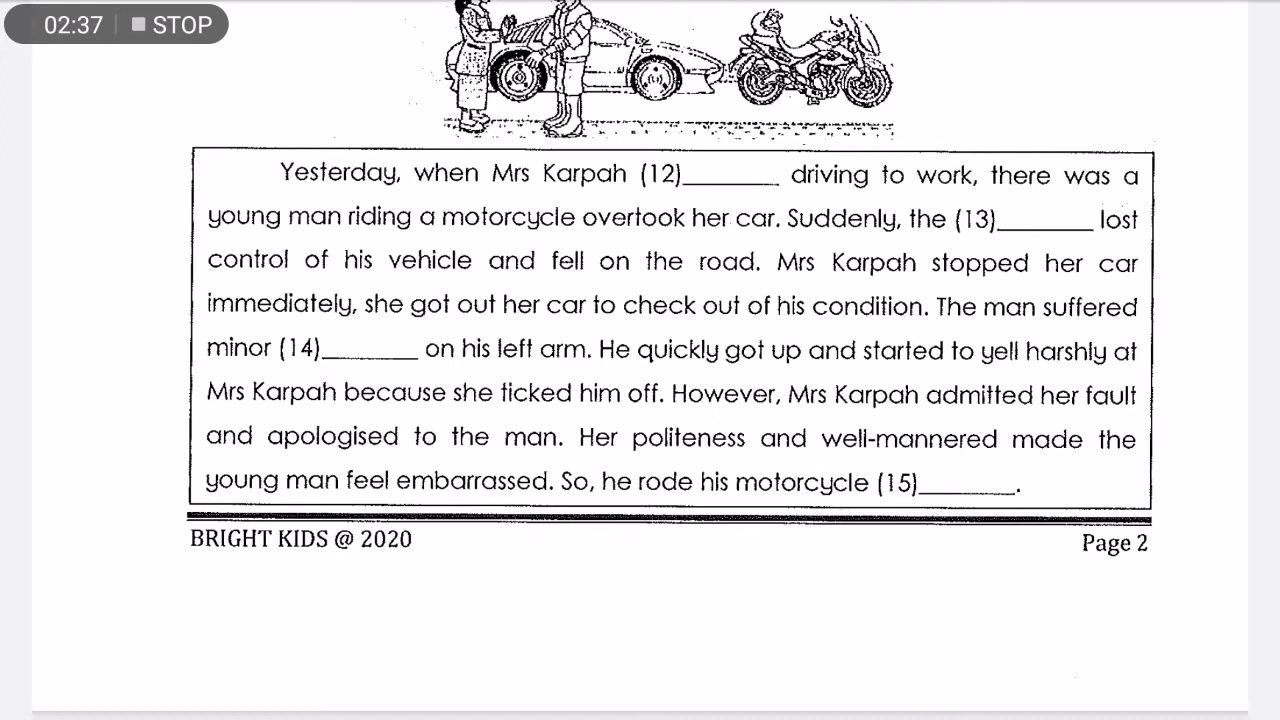 02:37 STOP
Yesterday, when Mrs Karpah (12)________ driving to work, there was a
young man riding a motorcycle overtook her car. Suddenly, the (13)________ lost
control of his vehicle and fell on the road. Mrs Karpah stopped her car
immediately, she got out her car to check out of his condition. The man suffered
minor (14)________ on his left arm. He quickly got up and started to yell harshly at
Mrs Karpah because she ticked him off. However, Mrs Karpah admitted her fault
and apologised to the man. Her politeness and well-mannered made the
young man feel embarrassed. So, he rode his motorcycle (15)________.
BRIGHT KIDS @ 2020
Page 2